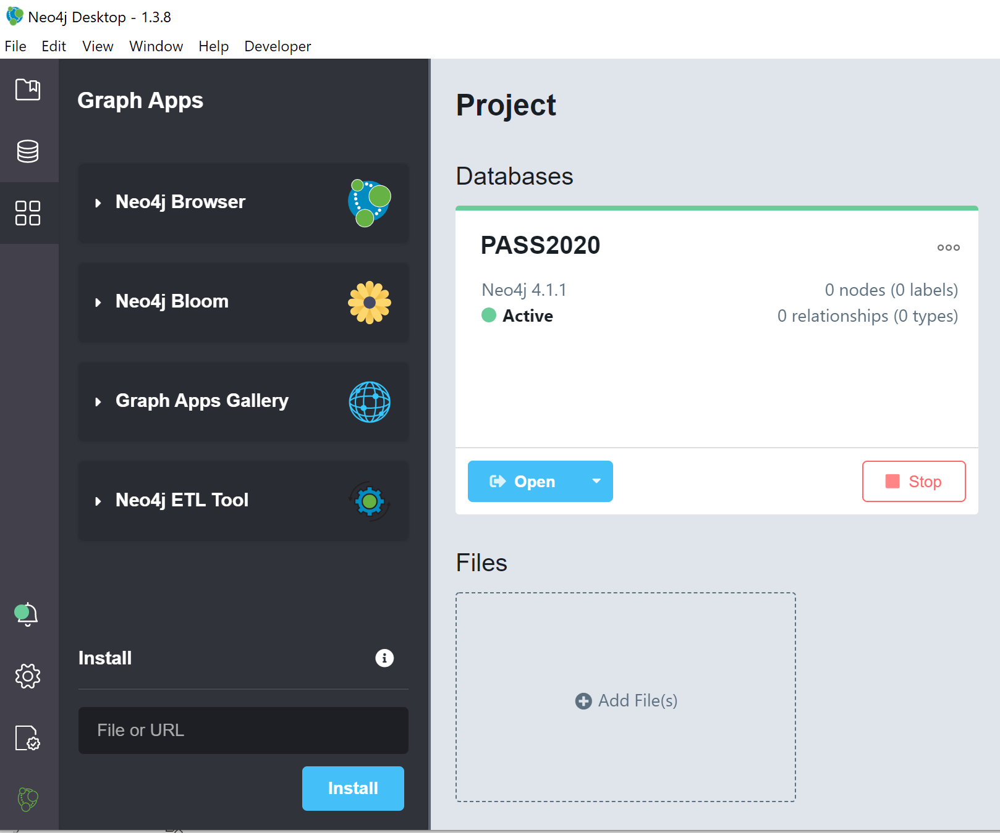 Neo4j Desktop - 1.3.8
File Edit View Window Help Developer
Graph Apps
Neo4j Browser
Neo4j Bloom
Graph Apps Gallery
Neo4j ETL Tool
Install
File or URL
Install
Project
Databases
PASS2020
Neo4j 4.1.1
0 nodes (0 labels)
Active
0 relationships (0 types)
Open
Stop
Files
Add File(s)